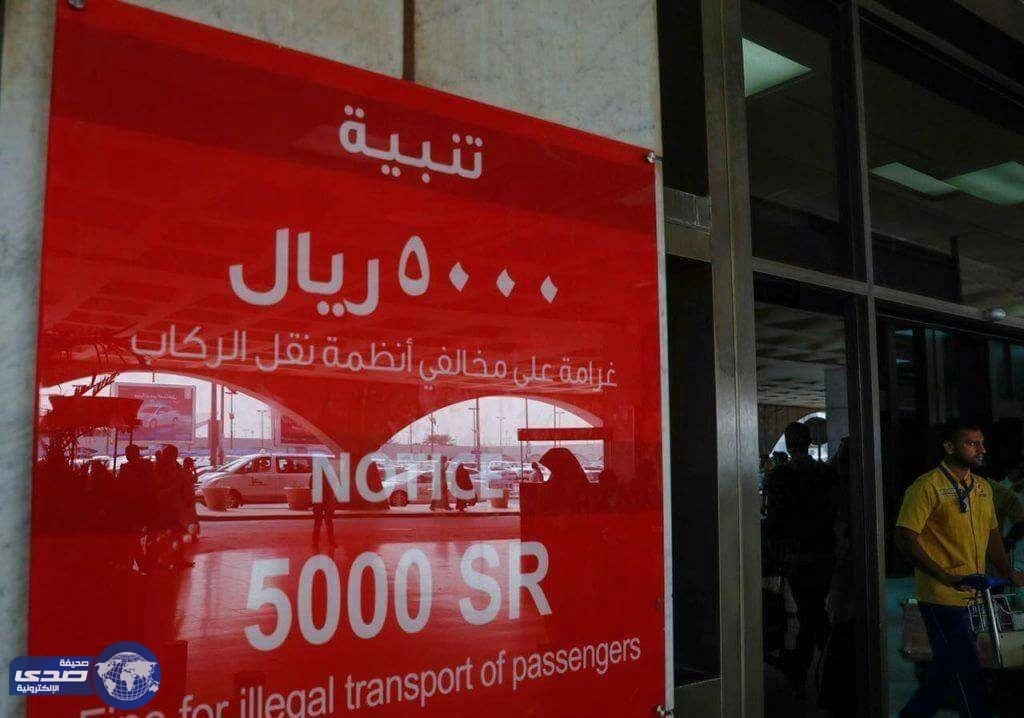 تنبية
٥٠٠٠ ريال
غرامة على مخالفي أنظمة نقل الركاب
NOTICE
5000 SR
Fine for illegal transport of passengers
صحيفة
صدى
الإلكترونية